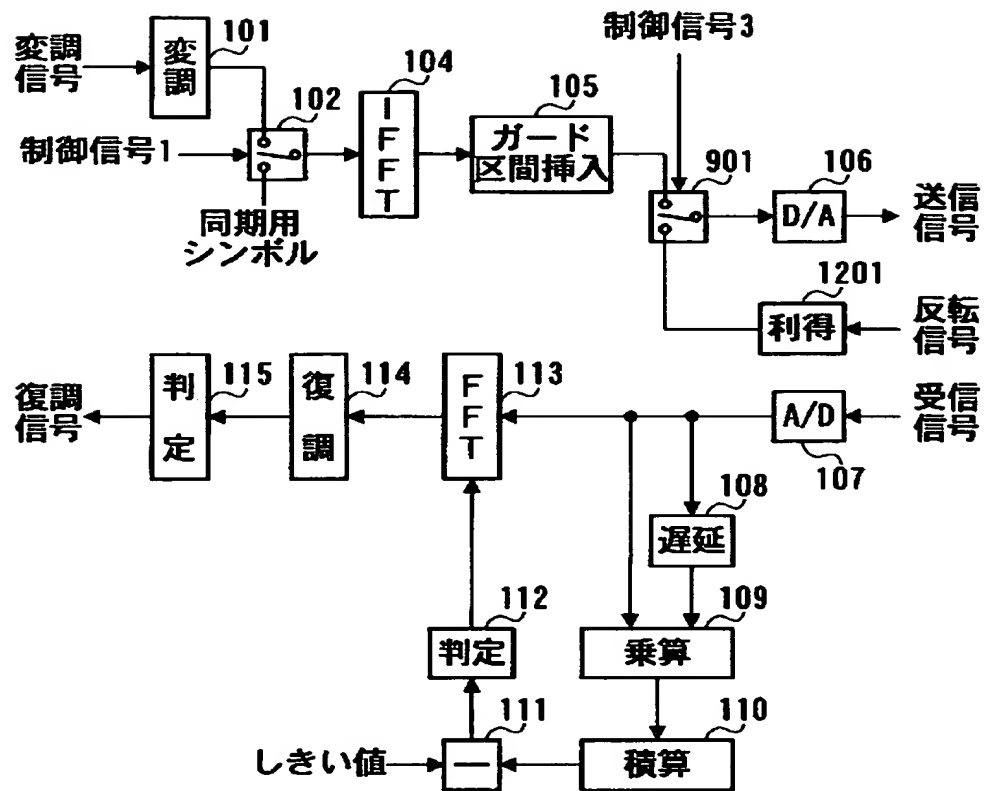 変調
信号
変
調
101
制御信号1
102
同期用
シンボル
104
I
F
F
T
105
ガード
区間挿入
制御信号3
901
106
D/A
送信
信号
1201
利得
反転
信号
復調
信号
判
定
115
復
調
114
F
F
T
113
A/D
107
受信
信号
108
遅延
109
乗算
112
判定
111
しきい値
―
110
積算